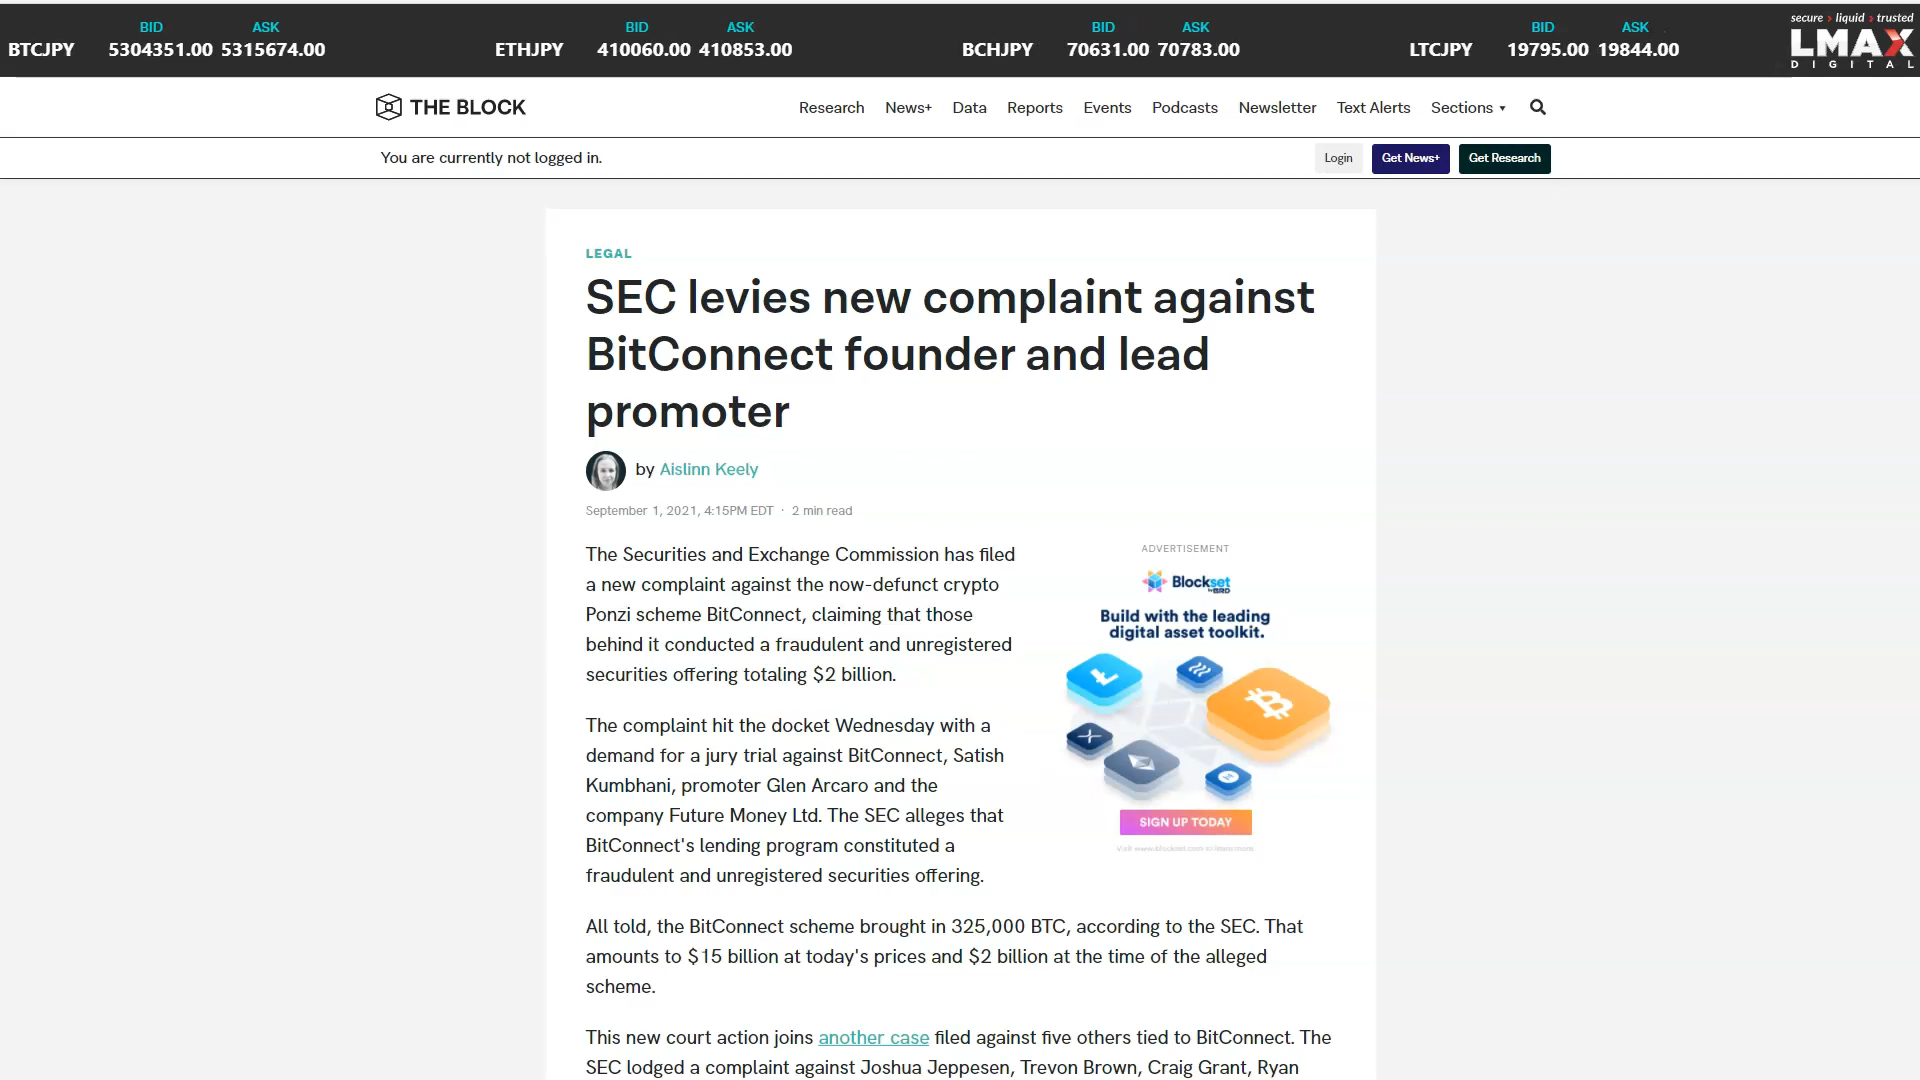 BID ASK BID ASK BID ASK BID ASK secure › liquid › trusted
BTCJPY 5304351.00 5315674.00 ETHJPY 410060.00 410853.00 BCHJPY 70631.00 70783.00 LTCJPY 19795.00 19844.00 LMAX
DIGITAL
THE BLOCK Research News+ Data Reports Events Podcasts Newsletter Text Alerts Sections
You are currently not logged in. Login Get News+ Get Research
LEGAL
SEC levies new complaint against
BitConnect founder and lead
promoter
by Aislinn Keely
September 1, 2021, 4:15PM EDT · 2 min read
The Securities and Exchange Commission has filed
a new complaint against the now-defunct crypto
Ponzi scheme BitConnect, claiming that those
behind it conducted a fraudulent and unregistered
securities offering totaling $2 billion.
The complaint hit the docket Wednesday with a
demand for a jury trial against BitConnect, Satish
Kumbhani, promoter Glen Arcaro and the
company Future Money Ltd. The SEC alleges that
BitConnect's lending program constituted a
fraudulent and unregistered securities offering.
ADVERTISEMENT
Blockset
by BRD
Build with the leading
digital asset toolkit.
SIGN UP TODAY
Visit www.blockset.com to learn more.
All told, the BitConnect scheme brought in 325,000 BTC, according to the SEC. That
amounts to $15 billion at today's prices and $2 billion at the time of the alleged
scheme.
This new court action joins another case filed against five others tied to BitConnect. The
SEC lodged a complaint against Joshua Jeppesen, Trevon Brown, Craig Grant, Ryan